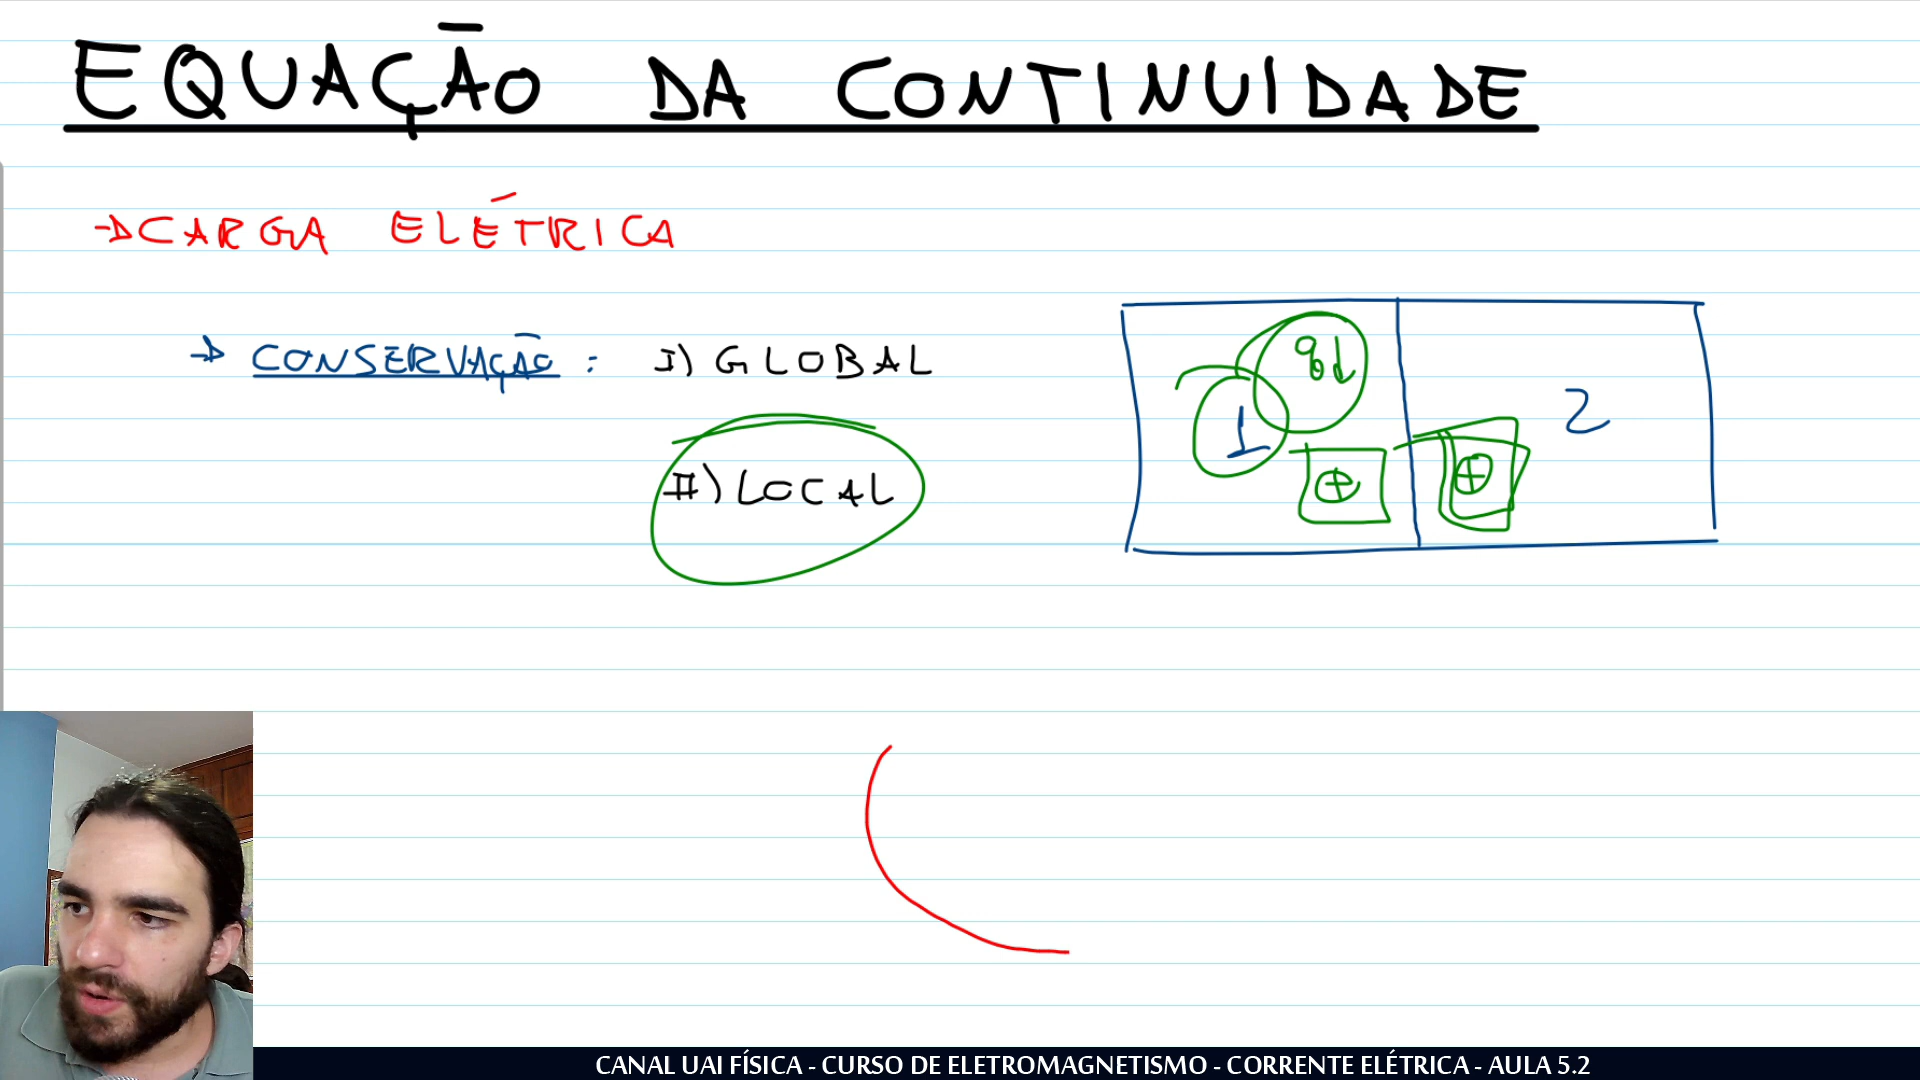 EQUAÇÃO DA CONTINUIDADE
→ CARGA ELÉTRICA
→ CONSERVAÇÃO: I) GLOBAL
II) LOCAL
1
2
+
+
CANAL UAI FÍSICA - CURSO DE ELETROMAGNETISMO - CORRENTE ELÉTRICA - AULA 5.2